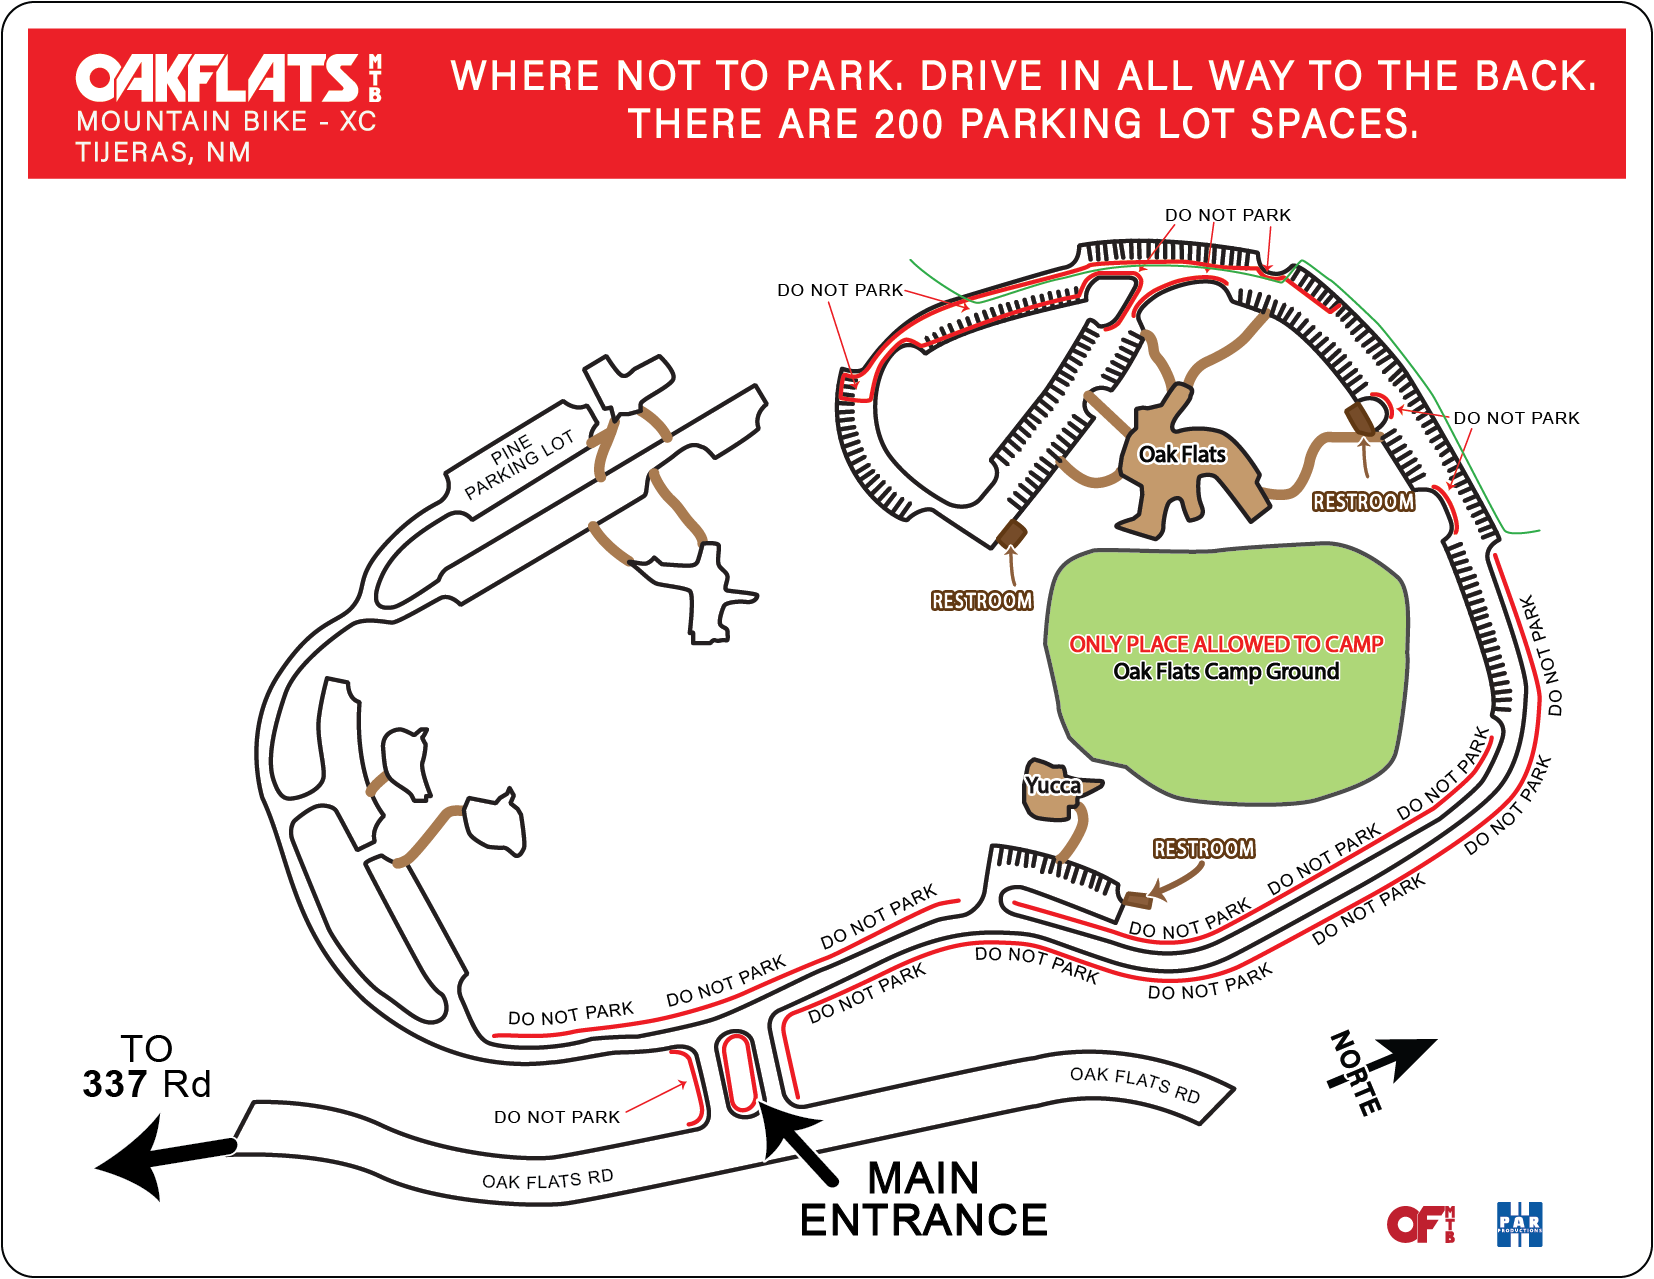 OAKFLATS MTB
MOUNTAIN BIKE - XC
TIJERAS, NM
WHERE NOT TO PARK. DRIVE IN ALL WAY TO THE BACK.
THERE ARE 200 PARKING LOT SPACES.
DO NOT PARK
DO NOT PARK
DO NOT PARK
PINE
PARKING LOT
Oak Flats
RESTROOM
RESTROOM
ONLY PLACE ALLOWED TO CAMP
Oak Flats Camp Ground
DO NOT PARK
DO NOT PARK
DO NOT PARK
Yucca
RESTROOM
DO NOT PARK
DO NOT PARK
DO NOT PARK
DO NOT PARK
DO NOT PARK
DO NOT PARK
DO NOT PARK
DO NOT PARK
DO NOT PARK
DO NOT PARK
DO NOT PARK
TO
337 Rd
DO NOT PARK
OAK FLATS RD
OAK FLATS RD
NORTE
MAIN
ENTRANCE
OF MTB
PAR
PRODUCTIONS